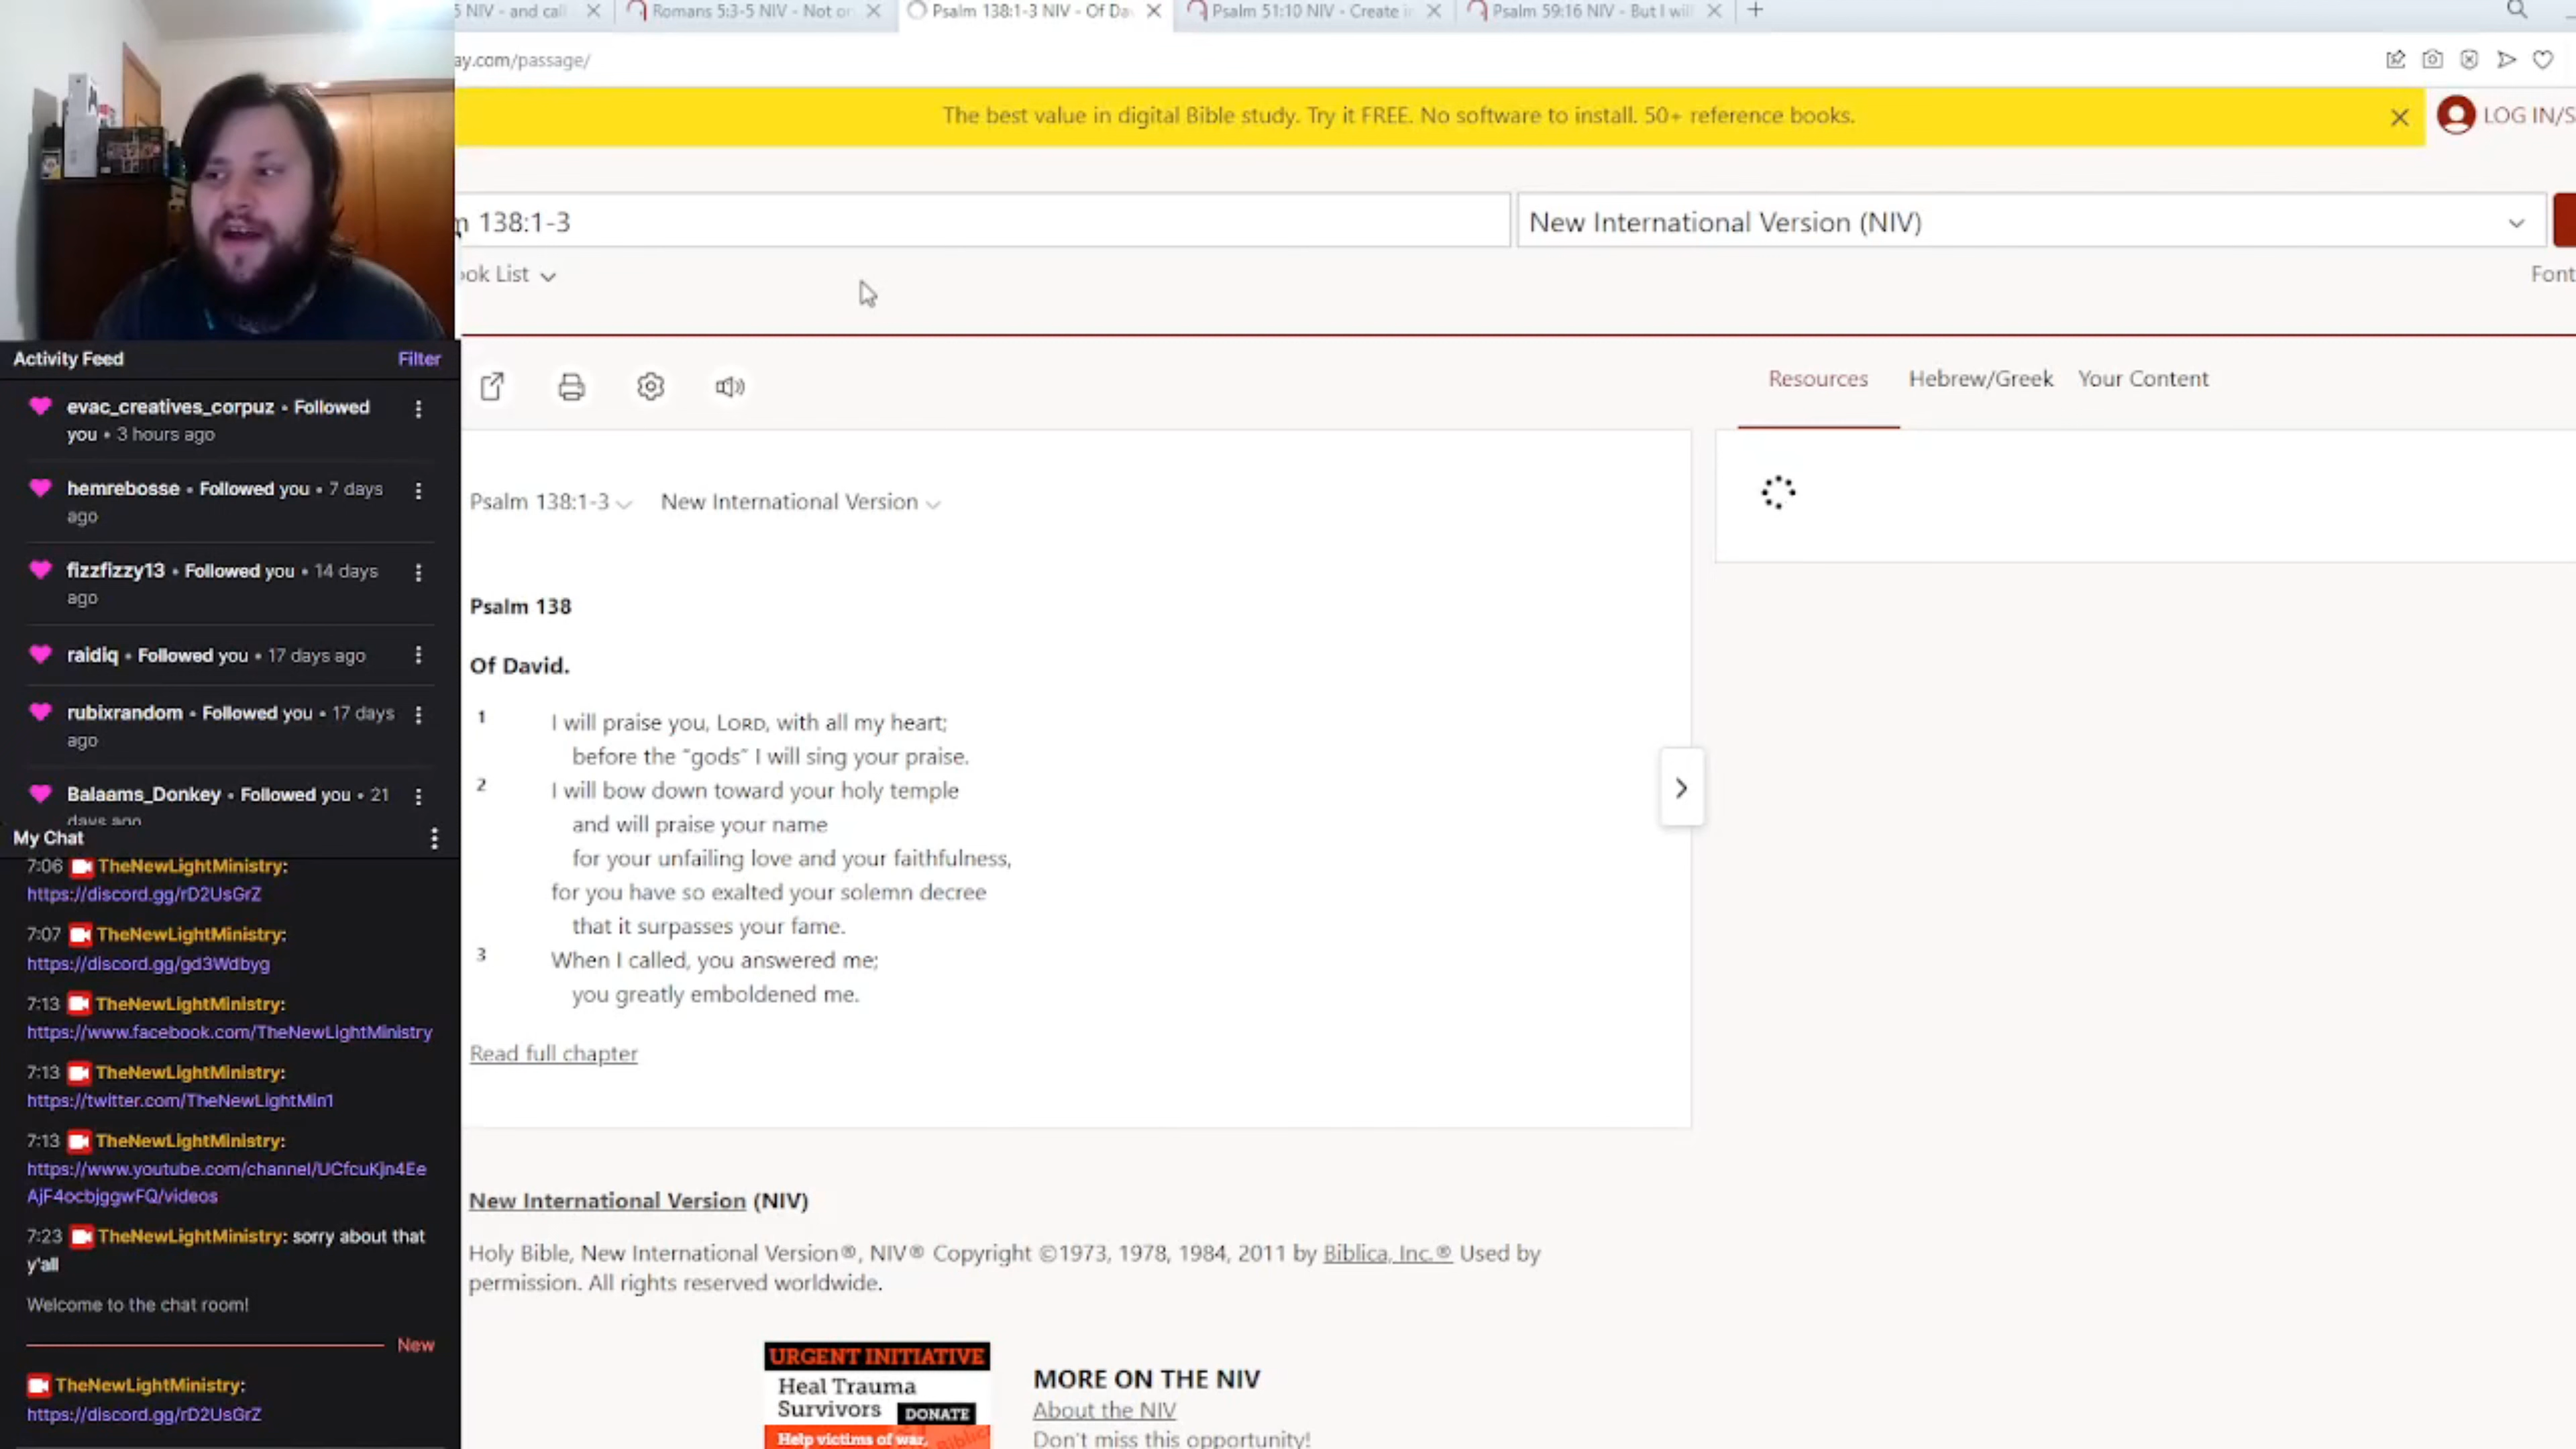 5 NIV - and call
Romans 5:3-5 NIV - Not on
Psalm 138:1-3 NIV - Of Da
Psalm 51:10 NIV - Create in
Psalm 59:16 NIV - But I will
ay.com/passage/
The best value in digital Bible study. Try it FREE. No software to install. 50+ reference books.
LOG IN/S
138:1-3
New International Version (NIV)
ok List
Font
Activity Feed
Filter
evac_creatives_corpuz • Followed
you • 3 hours ago
hemrebosse • Followed you • 7 days
ago
fizzfizzy13 • Followed you • 14 days
ago
raidiq • Followed you • 17 days ago
rubixrandom • Followed you • 17 days
ago
Balaams_Donkey • Followed you • 21
days ago
My Chat
7:06 TheNewLightMinistry:
https://discord.gg/rD2UsGrZ
7:07 TheNewLightMinistry:
https://discord.gg/gd3Wdbyg
7:13 TheNewLightMinistry:
https://www.facebook.com/TheNewLightMinistry
7:13 TheNewLightMinistry:
https://twitter.com/TheNewLightMin1
7:13 TheNewLightMinistry:
https://www.youtube.com/channel/UCfcuKjn4Ee
AjF4ocbjggwFQ/videos
7:23 TheNewLightMinistry: sorry about that
y'all
Welcome to the chat room!
New
TheNewLightMinistry:
https://discord.gg/rD2UsGrZ
Resources
Hebrew/Greek
Your Content
Psalm 138:1-3
New International Version
Psalm 138
Of David.
1 I will praise you, LORD, with all my heart;
before the “gods” I will sing your praise.
2 I will bow down toward your holy temple
and will praise your name
for your unfailing love and your faithfulness,
for you have so exalted your solemn decree
that it surpasses your fame.
3 When I called, you answered me;
you greatly emboldened me.
Read full chapter
New International Version (NIV)
Holy Bible, New International Version®, NIV® Copyright ©1973, 1978, 1984, 2011 by Biblica, Inc.® Used by
permission. All rights reserved worldwide.
URGENT INITIATIVE
Heal Trauma
Survivors
DONATE
Help victims of war,
Biblica
MORE ON THE NIV
About the NIV
Don't miss this opportunity!